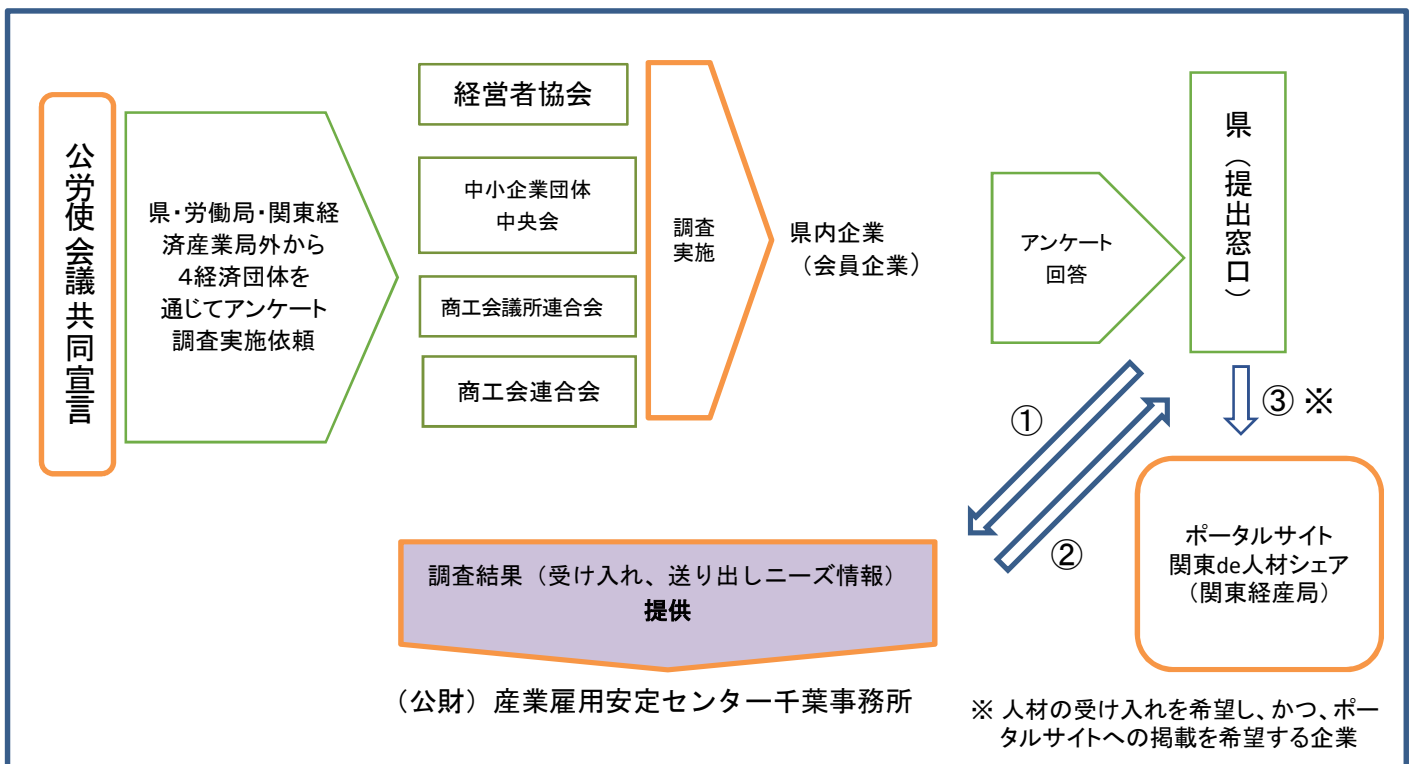 公労使会議共同宣言
県・労働局・関東経
済産業局外から
4経済団体を
通じてアンケート
調査実施依頼
経営者協会
中小企業団体
中央会
商工会議所連合会
商工会連合会
調査
実施
県内企業
（会員企業）
アンケート
回答
県（提出窓口）
①
②
③ ※
調査結果（受け入れ、送り出しニーズ情報）
提供
（公財）産業雇用安定センター千葉事務所
ポータルサイト
関東de人材シェア
（関東経産局）
※ 人材の受け入れを希望し、かつ、ポー
タルサイトへの掲載を希望する企業